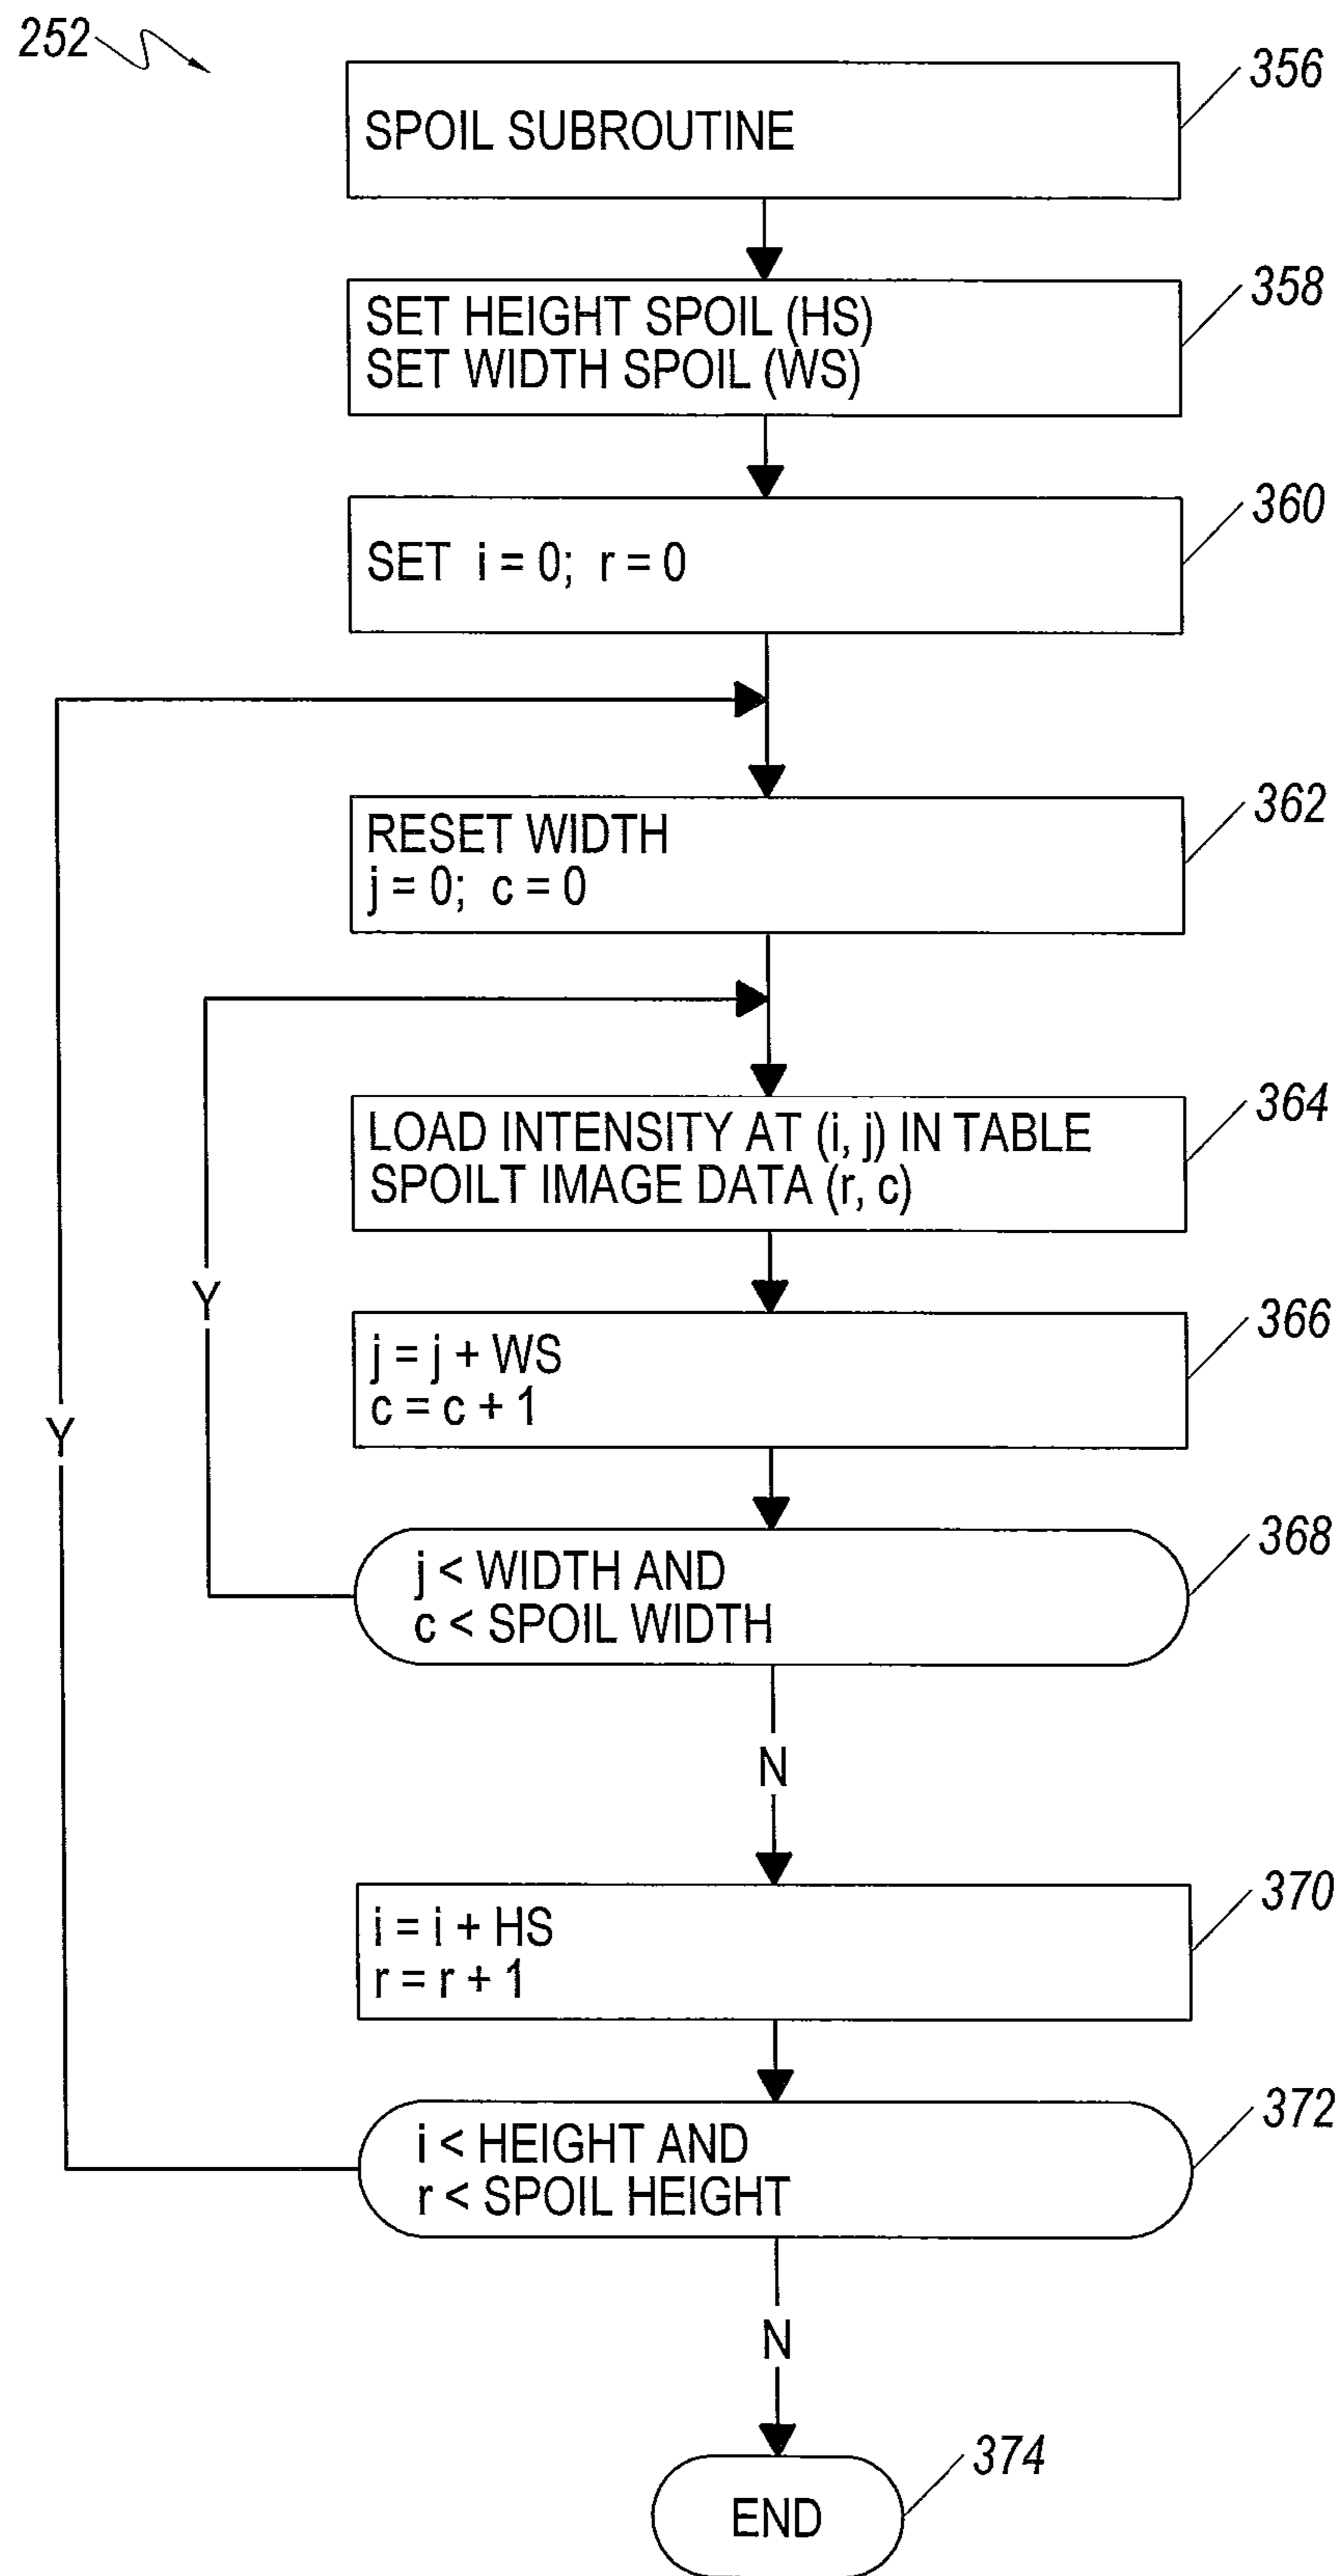 252
356
SPOIL SUBROUTINE
358
SET HEIGHT SPOIL (HS)
SET WIDTH SPOIL (WS)
360
SET i = 0; r = 0
362
RESET WIDTH
j = 0; c = 0
364
LOAD INTENSITY AT (i, j) IN TABLE
SPOILT IMAGE DATA (r, c)
Y
366
j = j + WS
c = c + 1
Y
368
j < WIDTH AND
c < SPOIL WIDTH
N
370
i = i + HS
r = r + 1
372
i < HEIGHT AND
r < SPOIL HEIGHT
N
374
END